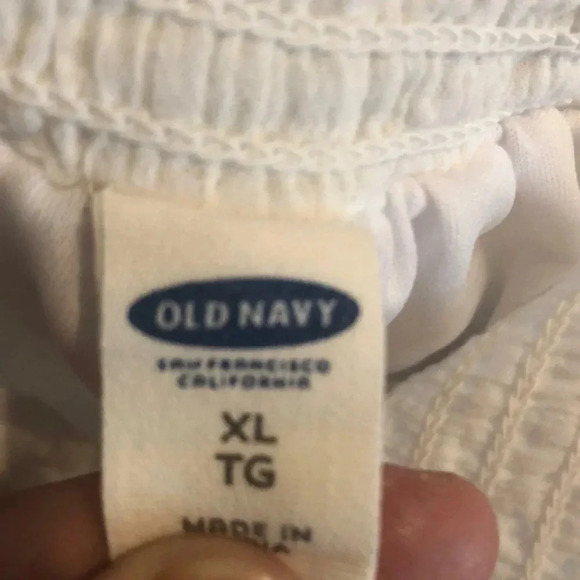 OLD NAVY
SAN FRANCISCO
CALIFORNIA
XL
TG
MADE IN